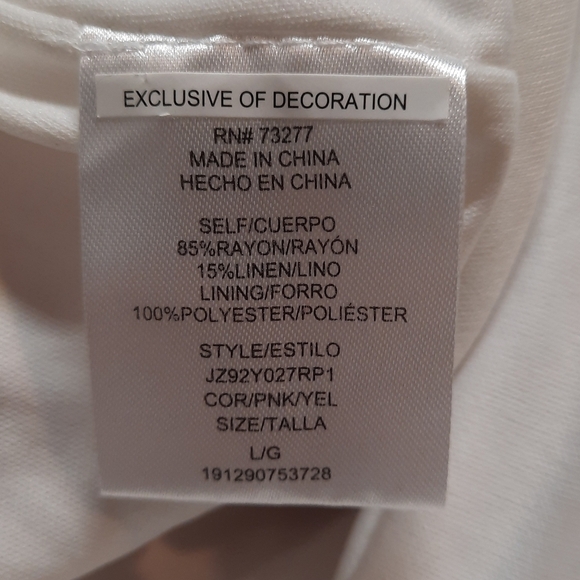 EXCLUSIVE OF DECORATION
RN# 73277
MADE IN CHINA
HECHO EN CHINA
SELF/CUERPO
85%RAYON/RAYÓN
15%LINEN/LINO
LINING/FORRO
100%POLYESTER/POLIÉSTER
STYLE/ESTILO
JZ92Y027RP1
COR/PNK/YEL
SIZE/TALLA
L/G
191290753728